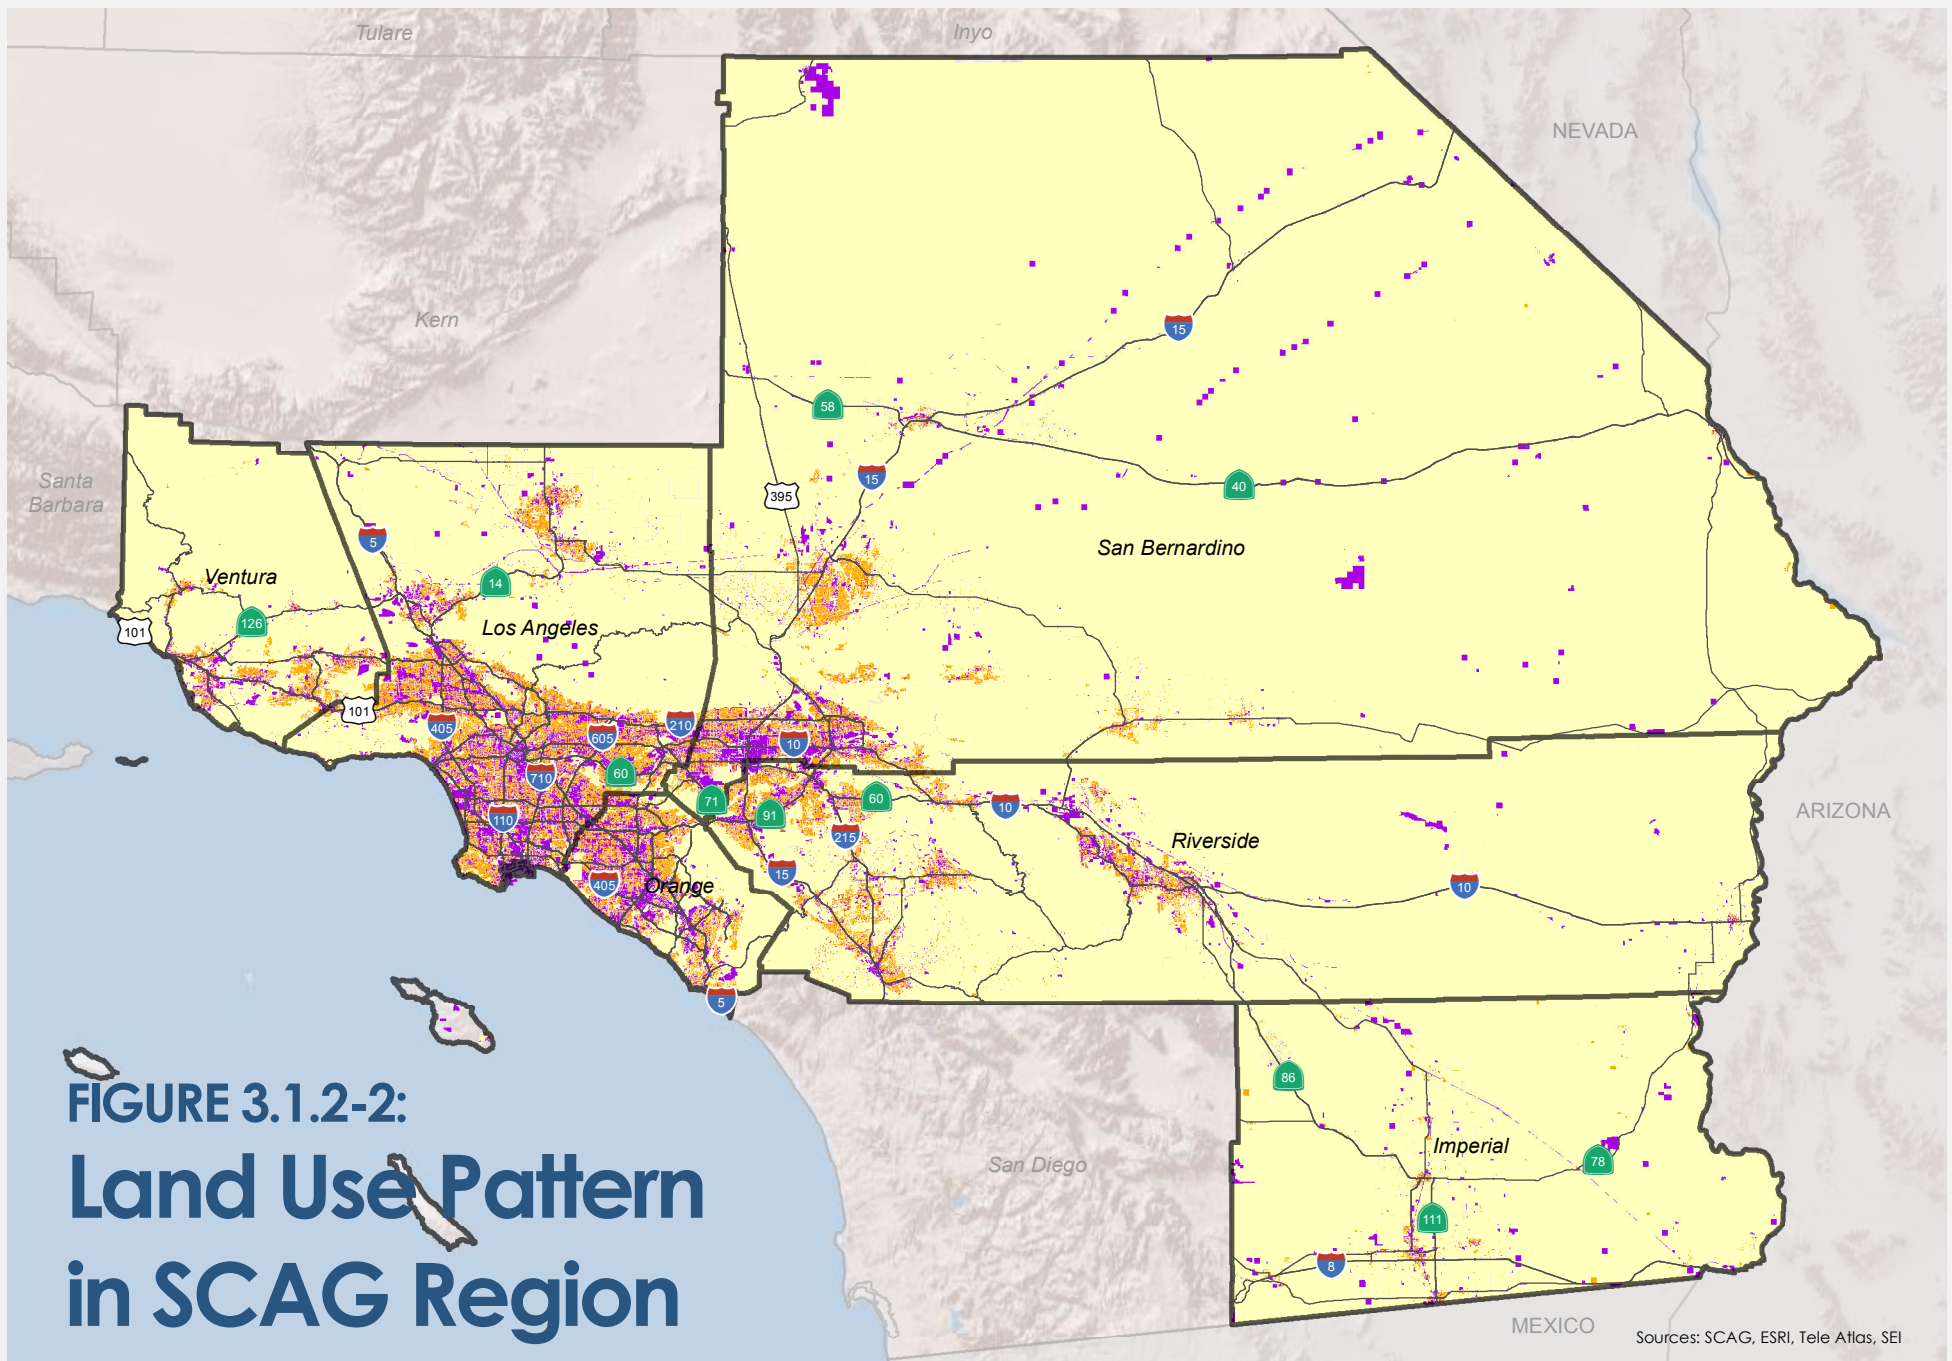 Tulare
Inyo
NEVADA
Kern
15
58
Santa
Barbara
15
395
40
5
San Bernardino
Ventura
14
126
Los Angeles
101
101
405
210
605
10
710
60
71
60
91
10
110
215
ARIZONA
Riverside
15
405
Orange
10
5
86
FIGURE 3.1.2-2:
Land Use Pattern
in SCAG Region
San Diego
Imperial
78
111
8
MEXICO
Sources: SCAG, ESRI, Tele Atlas, SEI